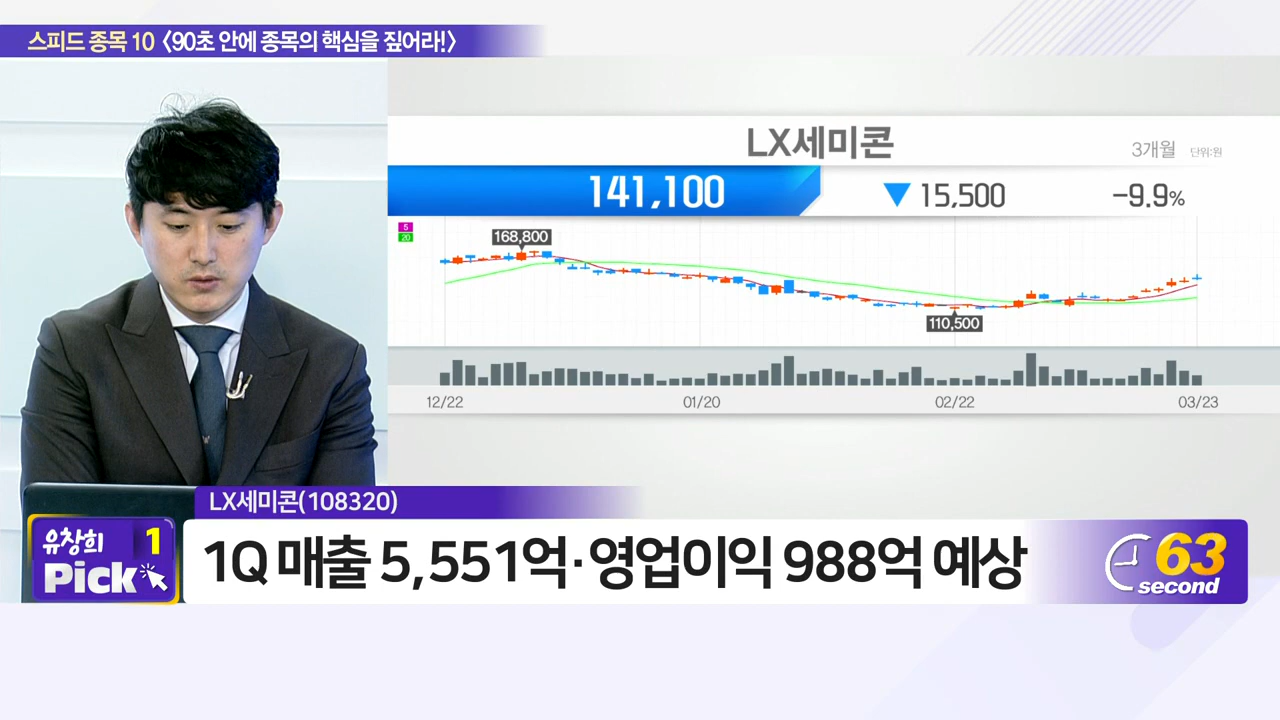 스피드 종목 10 〈90초 안에 종목의 핵심을 짚어라!〉
LX세미콘
3개월 단위:원
141,100 ▼ 15,500 -9.9%
5
20
168,800
110,500
12/22 01/20 02/22 03/23
LX세미콘(108320)
유창희 1
Pick
1Q 매출 5,551억·영업이익 988억 예상
63
second